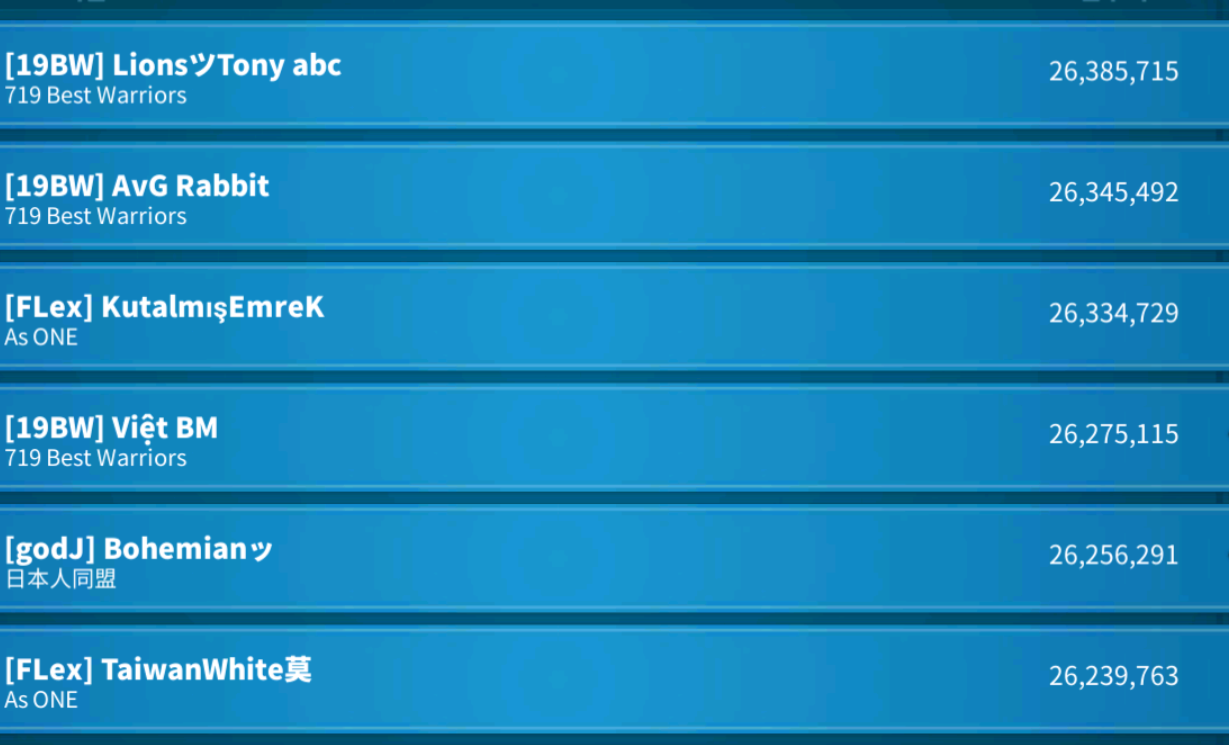 [19BW] LionsツTony abc 26,385,715
719 Best Warriors
[19BW] AvG Rabbit 26,345,492
719 Best Warriors
[FLex] KutalmışEmreK 26,334,729
As ONE
[19BW] Việt BM 26,275,115
719 Best Warriors
[godJ] Bohemianッ 26,256,291
日本人同盟
[FLex] TaiwanWhite莫 26,239,763
As ONE